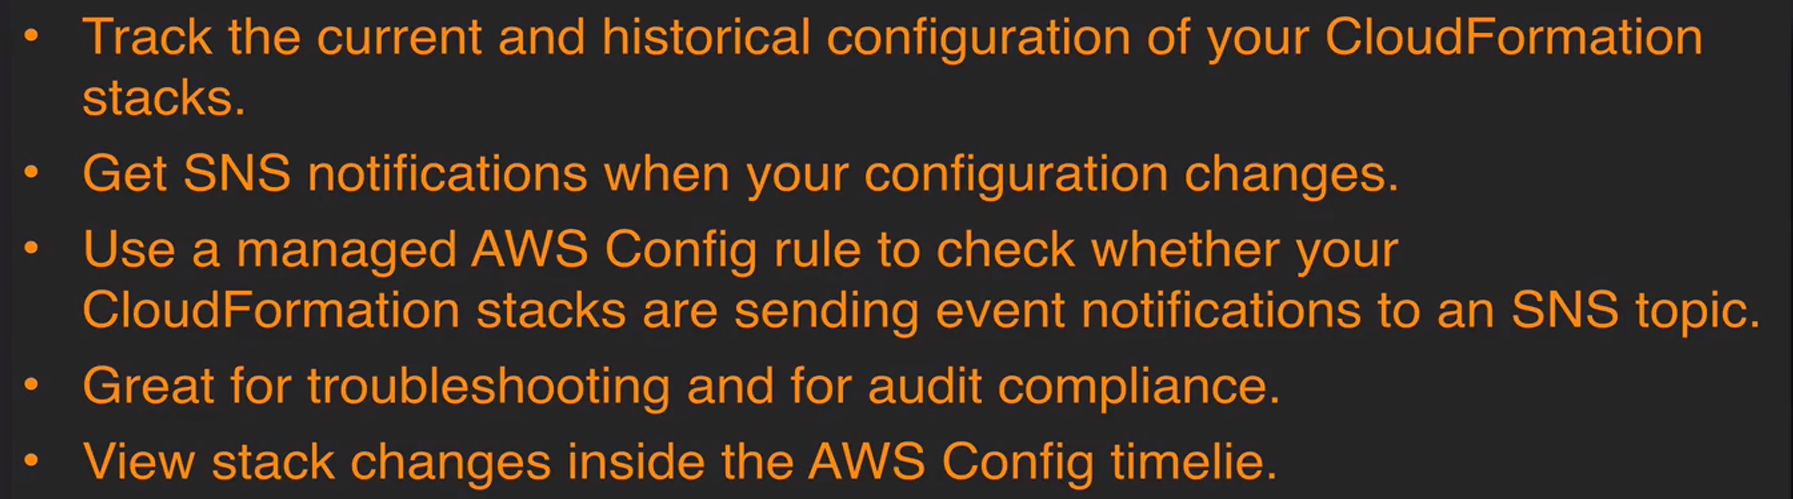 • Track the current and historical configuration of your CloudFormation
stacks.
• Get SNS notifications when your configuration changes.
• Use a managed AWS Config rule to check whether your
CloudFormation stacks are sending event notifications to an SNS topic.
• Great for troubleshooting and for audit compliance.
• View stack changes inside the AWS Config timelie.